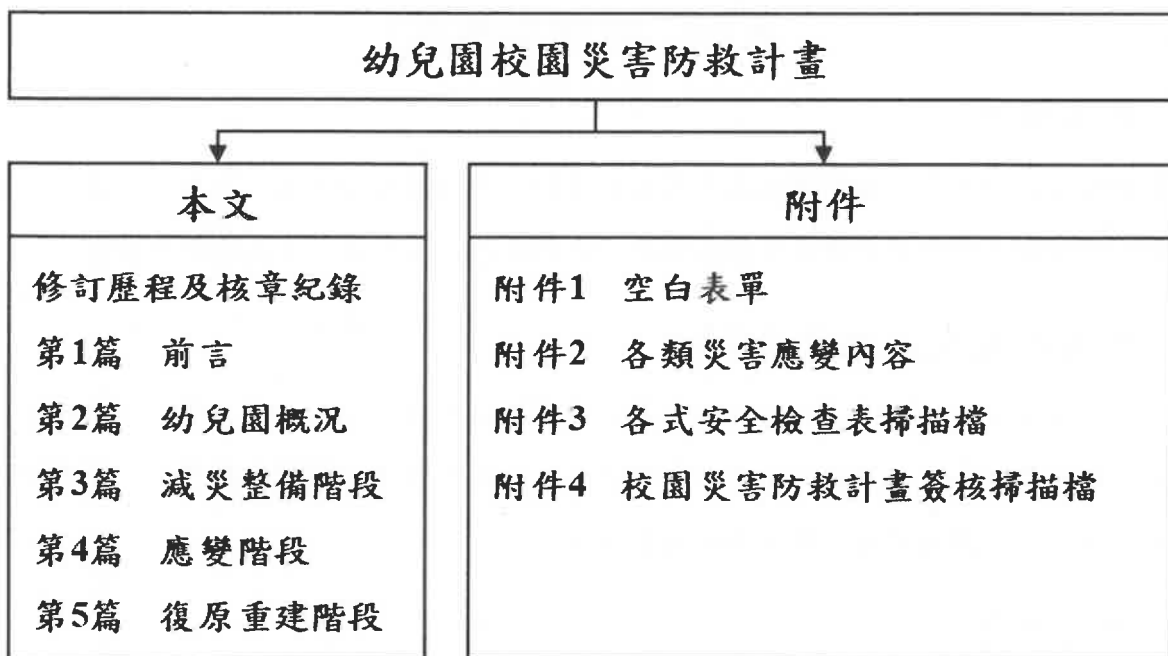 幼兒園校園災害防救計畫
本文
修訂歷程及核章紀錄
第1篇 前言
第2篇 幼兒園概況
第3篇 減災整備階段
第4篇 應變階段
第5篇 復原重建階段
附件
附件1 空白表單
附件2 各類災害應變內容
附件3 各式安全檢查表掃描檔
附件4 校園災害防救計畫簽核掃描檔